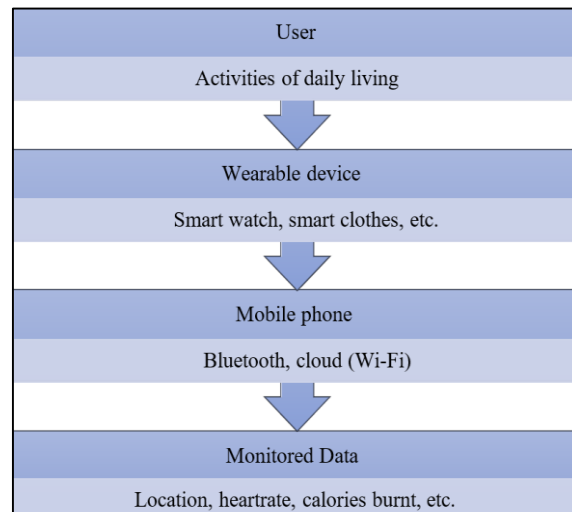 User
Activities of daily living
Wearable device
Smart watch, smart clothes, etc.
Mobile phone
Bluetooth, cloud (Wi-Fi)
Monitored Data
Location, heartrate, calories burnt, etc.